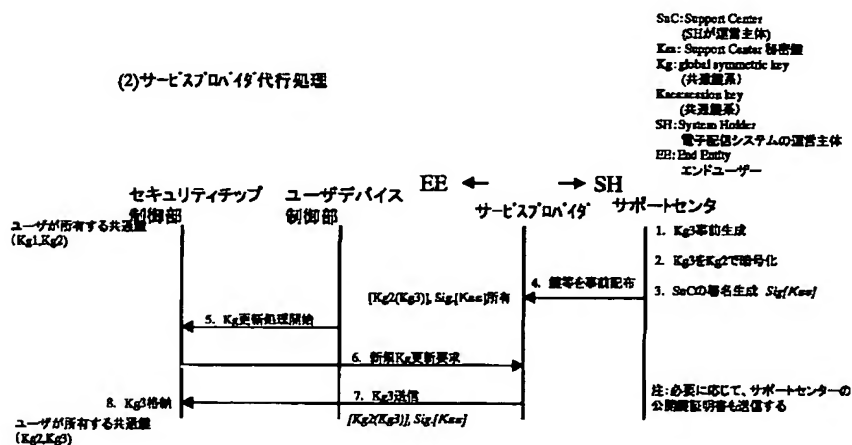 SuC:Support Center
(SHが運営主体)
Kss: Support Center 秘密鍵
Kg: global symmetric key
(共通鍵系)
Kses:session key
(共通鍵系)
SH:System Holder
電子配信システムの運営主体
EE:End Entity
エンドユーザー
(2)サービスプロバイダ代行処理
EE ← → SH
セキュリティチップ
制御部
ユーザデバイス
制御部
サービスプロバイダ
サポートセンタ
ユーザが所有する共通鍵
(Kg1,Kg2)
1. Kg3事前生成
2. Kg3をKg2で暗号化
3. SuCの署名生成 Sig[Kss]
4. 鍵等を事前配布
[Kg2(Kg3)], Sig.[Kss]所有
5. Kg更新処理開始
6. 新規Kg更新要求
7. Kg3送信
[Kg2(Kg3)], Sig.[Kss]
8. Kg3格納
ユーザが所有する共通鍵
(Kg2,Kg3)
注:必要に応じて、サポートセンターの
公開鍵証明書も送信する